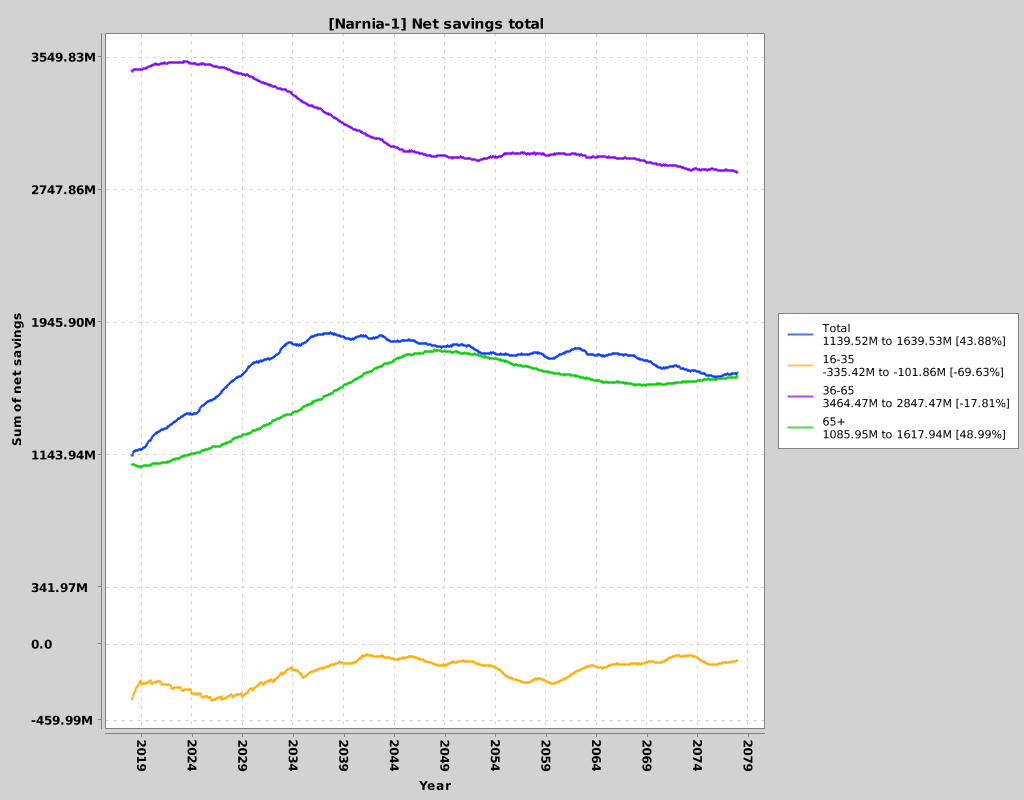 [Narnia-1] Net savings total
3549.83M
2747.86M
1945.90M
1143.94M
341.97M
0.0
-459.99M
Sum of net savings
2019
2024
2029
2034
2039
2044
2049
2054
2059
2064
2069
2074
2079
Year
Total
1139.52M to 1639.53M [43.88%]
16-35
-335.42M to -101.86M [-69.63%]
36-65
3464.47M to 2847.47M [-17.81%]
65+
1085.95M to 1617.94M [48.99%]